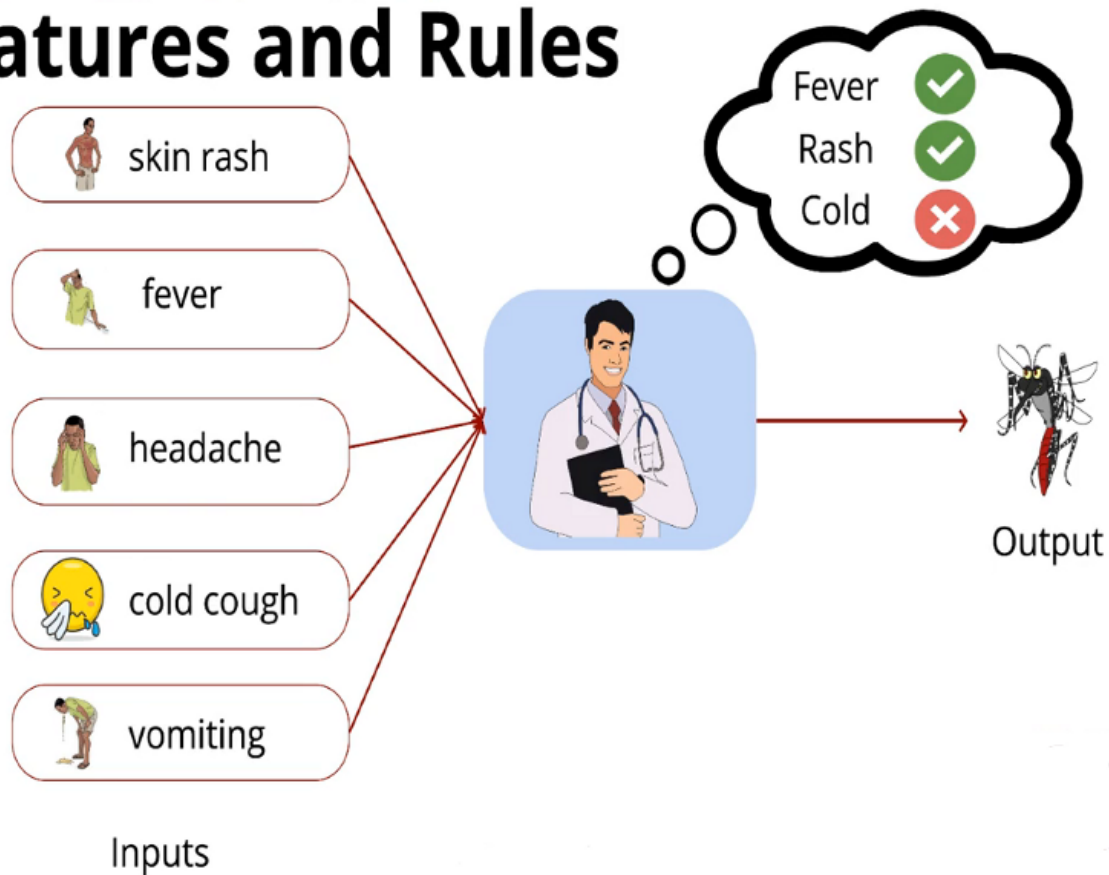 atures and Rules
Fever
Rash
Cold
skin rash
fever
headache
cold cough
vomiting
Output
Inputs